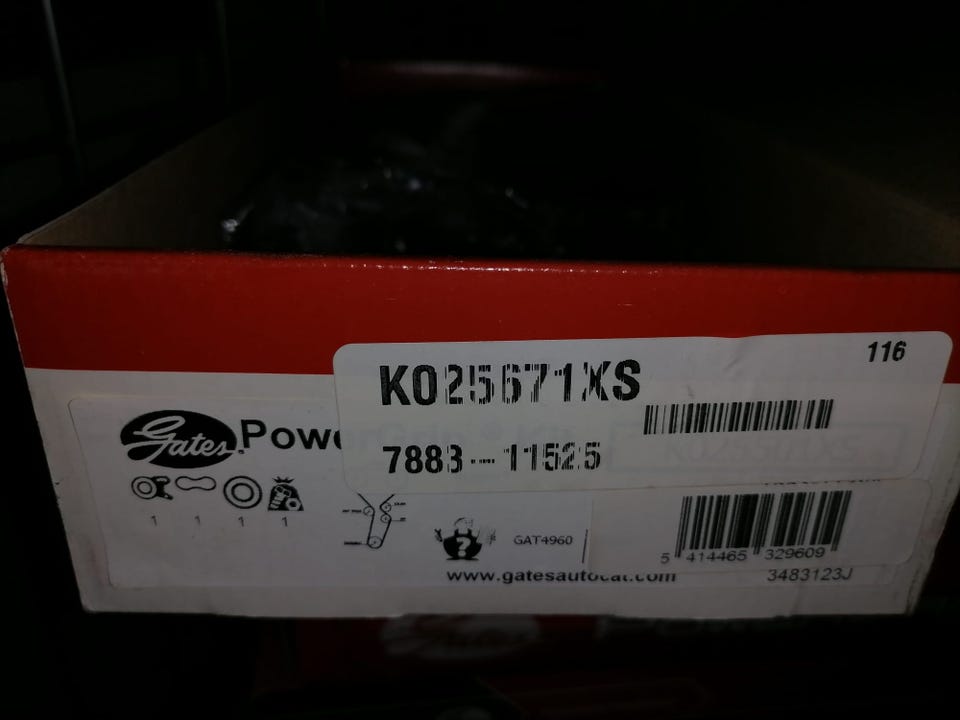 116
K025671XS
7883-11525
Gates
Powe
1 1 1 1
GAT4960
5 414465 329609
www.gatesautocat.com
3483123J